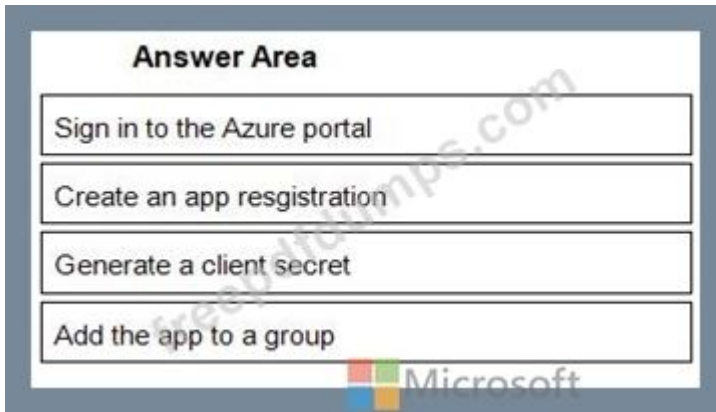 Answer Area
Sign in to the Azure portal
Create an app resgistration
Generate a client secret
Add the app to a group
freepdfdumps.com
Microsoft